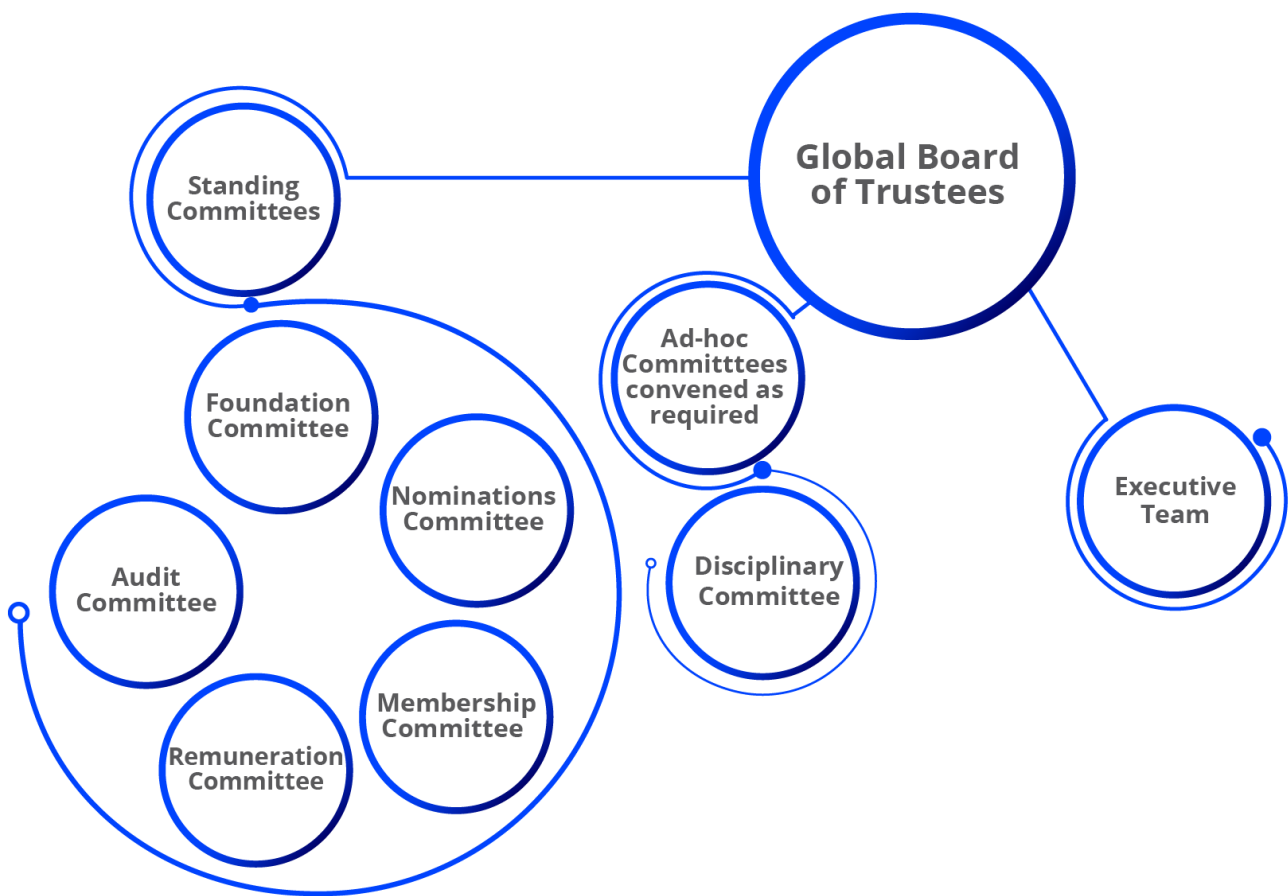 Global Board
of Trustees
Standing
Committees
Ad-hoc
Committtees
convened as
required
Executive
Team
Foundation
Committee
Nominations
Committee
Audit
Committee
Disciplinary
Committee
Membership
Committee
Remuneration
Committee